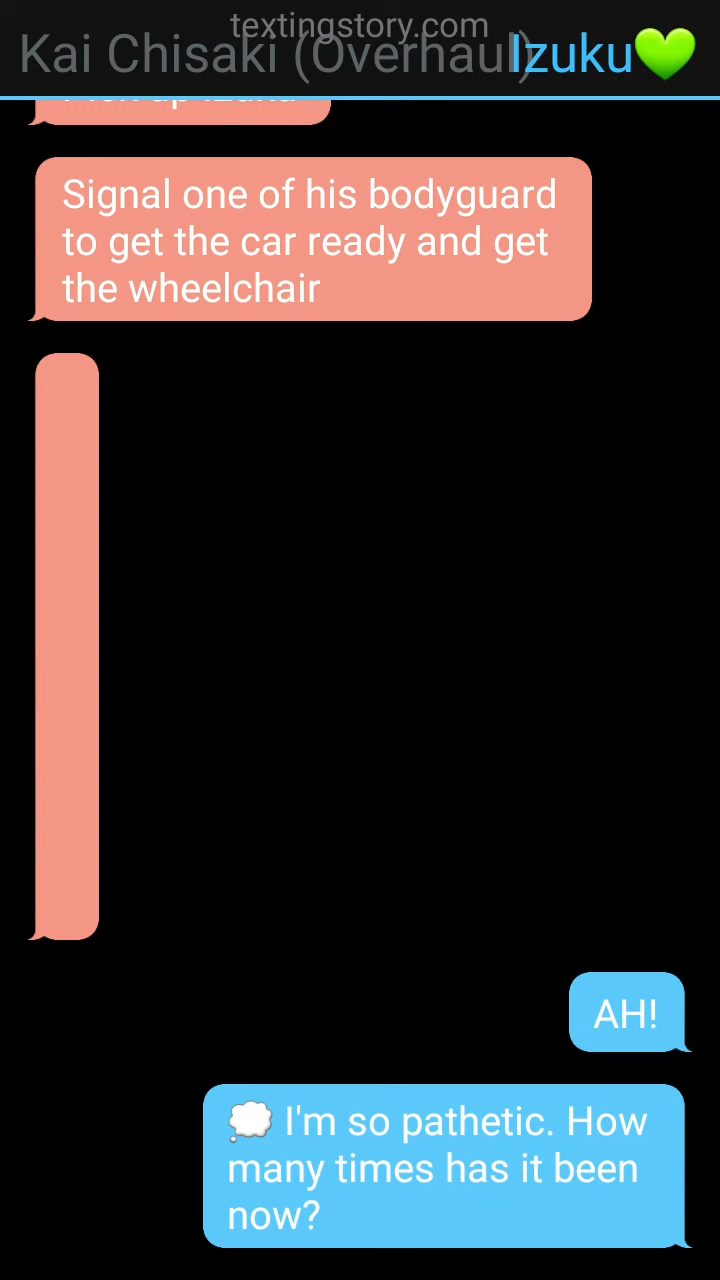 textingstory.com
Kai Chisaki (Overhaul) Izuku💚
Signal one of his bodyguard
to get the car ready and get
the wheelchair
AH!
💭 I'm so pathetic. How
many times has it been
now?